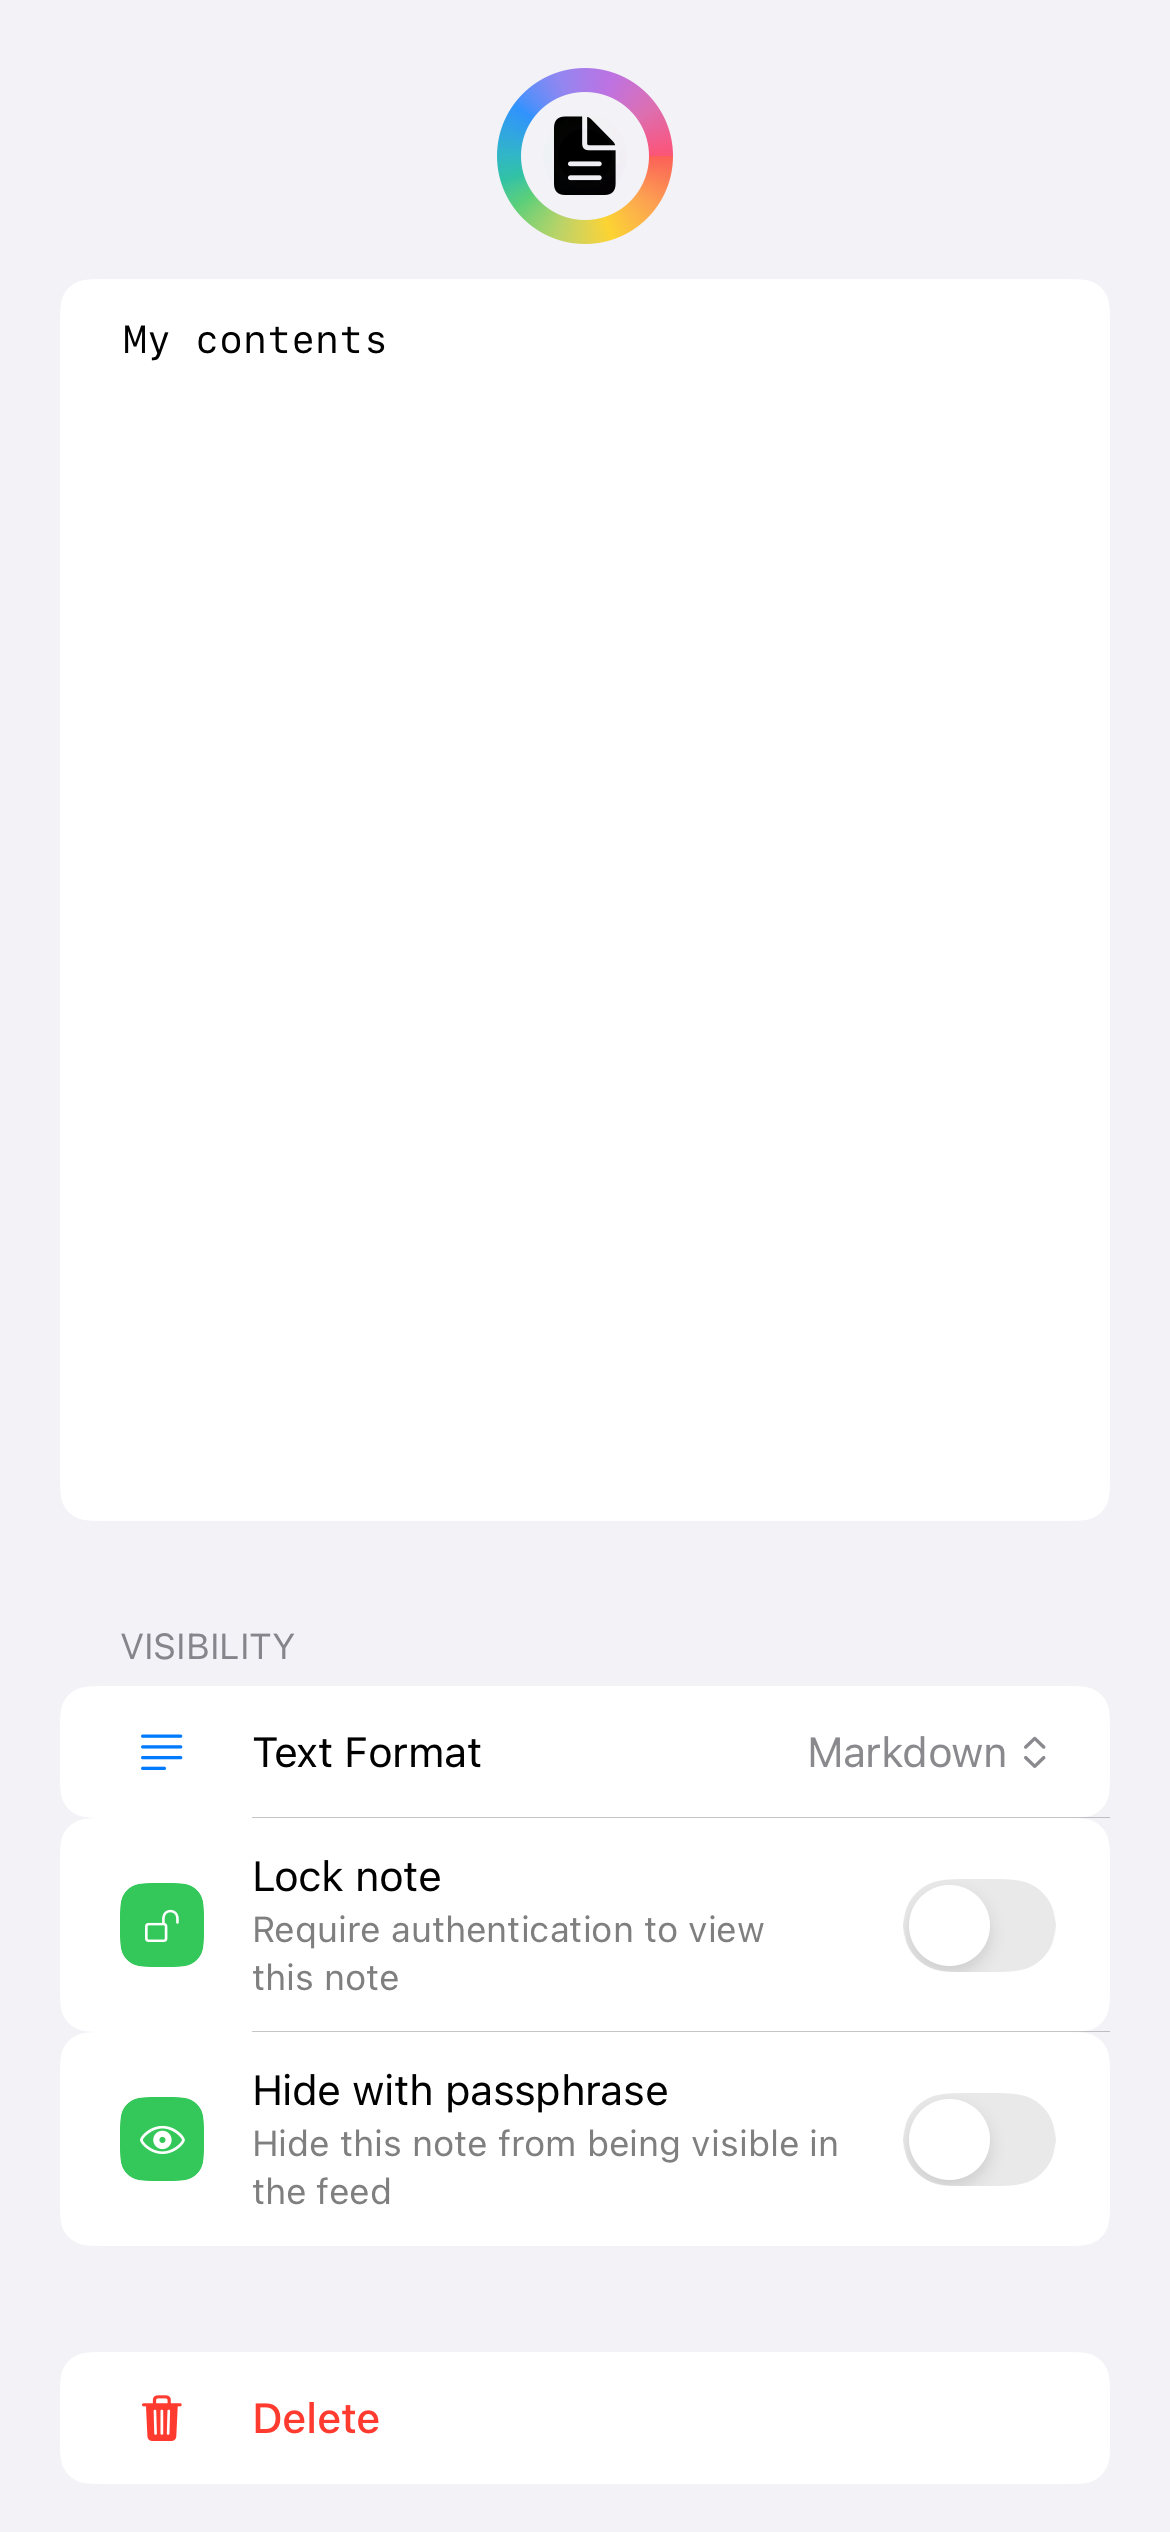 My contents
VISIBILITY
Text Format
Markdown
Lock note
Require authentication to view
this note
Hide with passphrase
Hide this note from being visible in
the feed
Delete